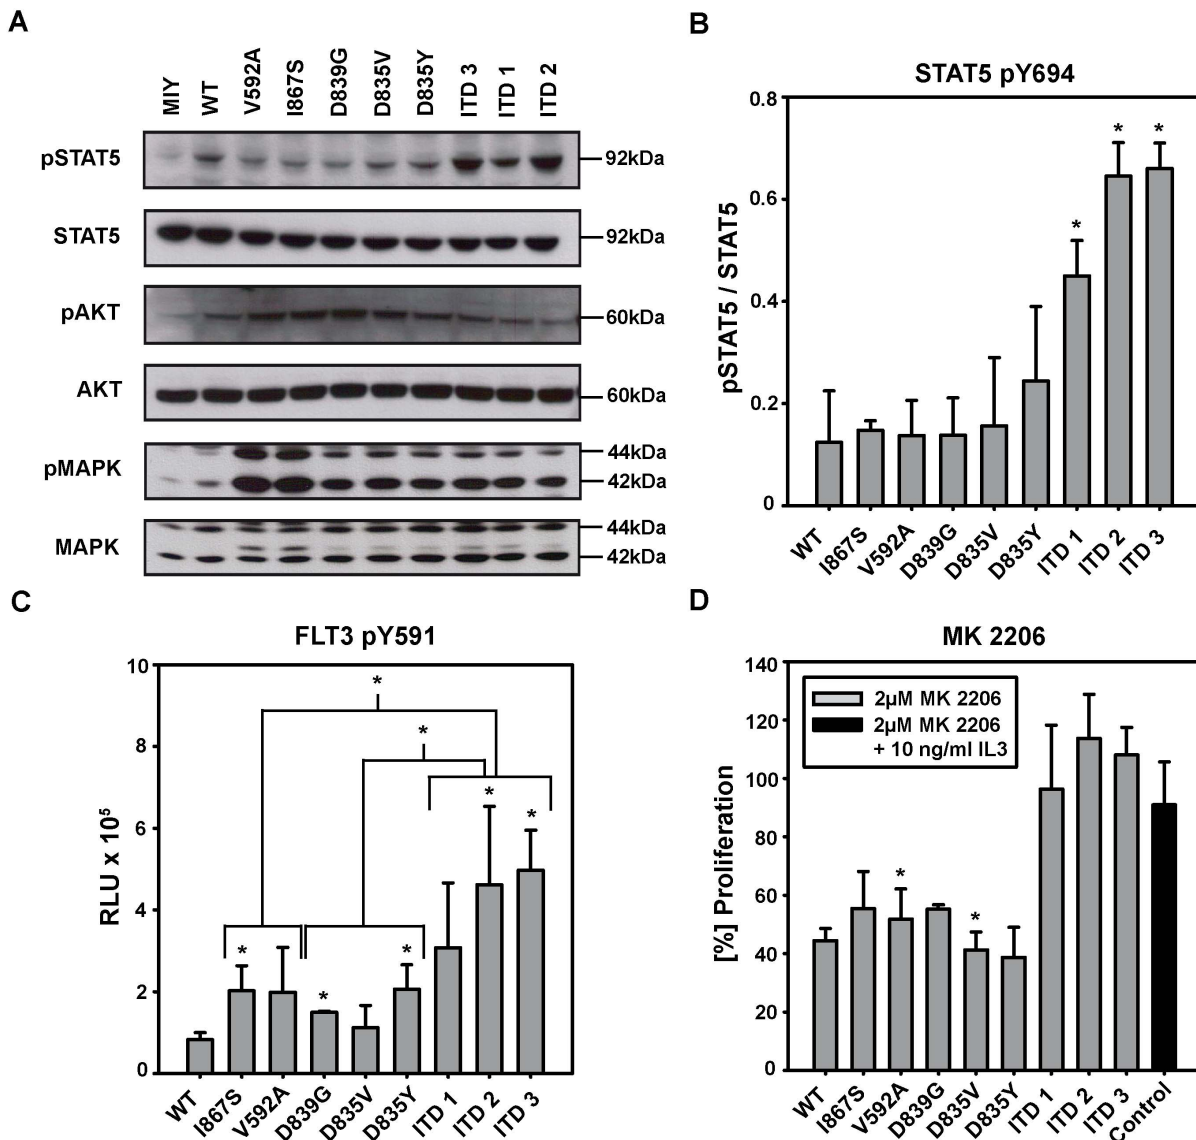 A
MIY
WT
V592A
I867S
D839G
D835V
D835Y
ITD 3
ITD 1
ITD 2
pSTAT5
92kDa
STAT5
92kDa
pAKT
60kDa
AKT
60kDa
pMAPK
44kDa
42kDa
MAPK
44kDa
42kDa
B
STAT5 pY694
pSTAT5 / STAT5
0.8
0.6
0.4
0.2
0
* * *
WT I867S V592A D839G D835V D835Y ITD 1 ITD 2 ITD 3
C
FLT3 pY591
RLU x 10⁵
10
8
6
4
2
0
*
*
* *
* * *
WT I867S V592A D839G D835V D835Y ITD 1 ITD 2 ITD 3
D
MK 2206
[%] Proliferation
140
120
100
80
60
40
20
0
2µM MK 2206
2µM MK 2206
+ 10 ng/ml IL3
* *
WT I867S V592A D839G D835V D835Y ITD 1 ITD 2 ITD 3 Control